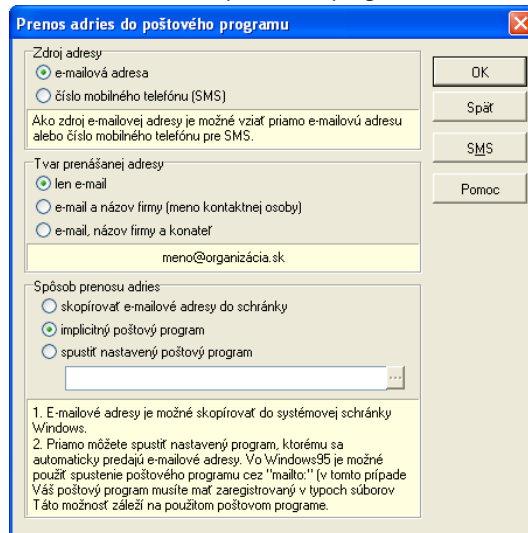 Prenos adries do poštového programu
Zdroj adresy
e-mailová adresa
číslo mobilného telefónu (SMS)
Ako zdroj e-mailovej adresy je možné vziať priamo e-mailovú adresu
alebo číslo mobilného telefónu pre SMS.
OK
Späť
SMS
Pomoc
Tvar prenášanej adresy
len e-mail
e-mail a názov firmy (meno kontaktnej osoby)
e-mail, názov firmy a konateľ
meno@organizácia.sk
Spôsob prenosu adries
skopírovať e-mailové adresy do schránky
implicitný poštový program
spustiť nastavený poštový program
...
1. E-mailové adresy je možné skopírovať do systémovej schránky
Windows.
2. Priamo môžete spustiť nastavený program, ktorému sa
automaticky predajú e-mailové adresy. Vo Windows95 je možné
použiť spustenie poštového programu cez "mailto:" (v tomto prípade
Váš poštový program musíte mať zaregistrovaný v typoch súborov
Táto možnosť záleží na použitom poštovom programe.